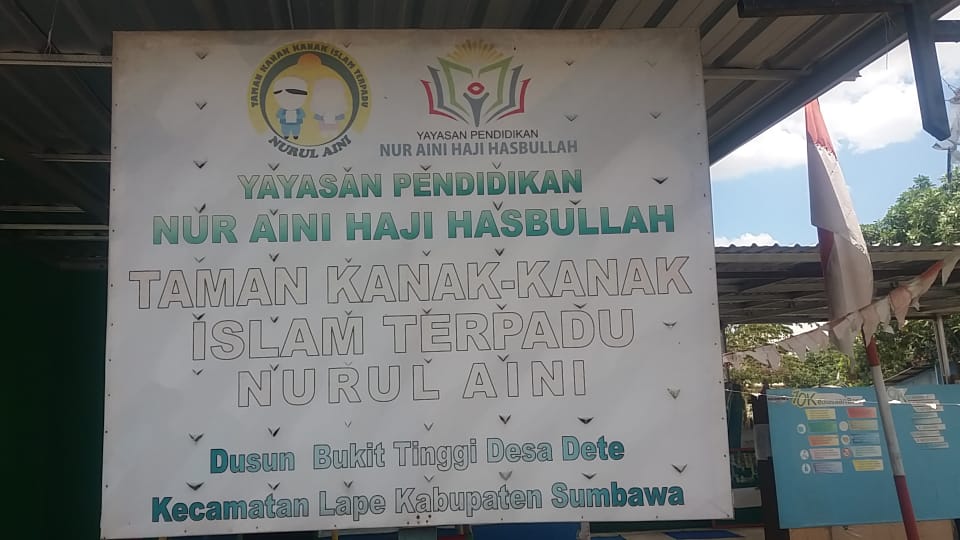 TAMAN KANAK KANAK ISLAM TERPADU
NURUL AINI
YAYASAN PENDIDIKAN
NUR AINI HAJI HASBULLAH
YAYASAN PENDIDIKAN
NUR AINI HAJI HASBULLAH
TAMAN KANAK-KANAK
ISLAM TERPADU
NURUL AINI
Dusun Bukit Tinggi Desa Dete
Kecamatan Lape Kabupaten Sumbawa
10K